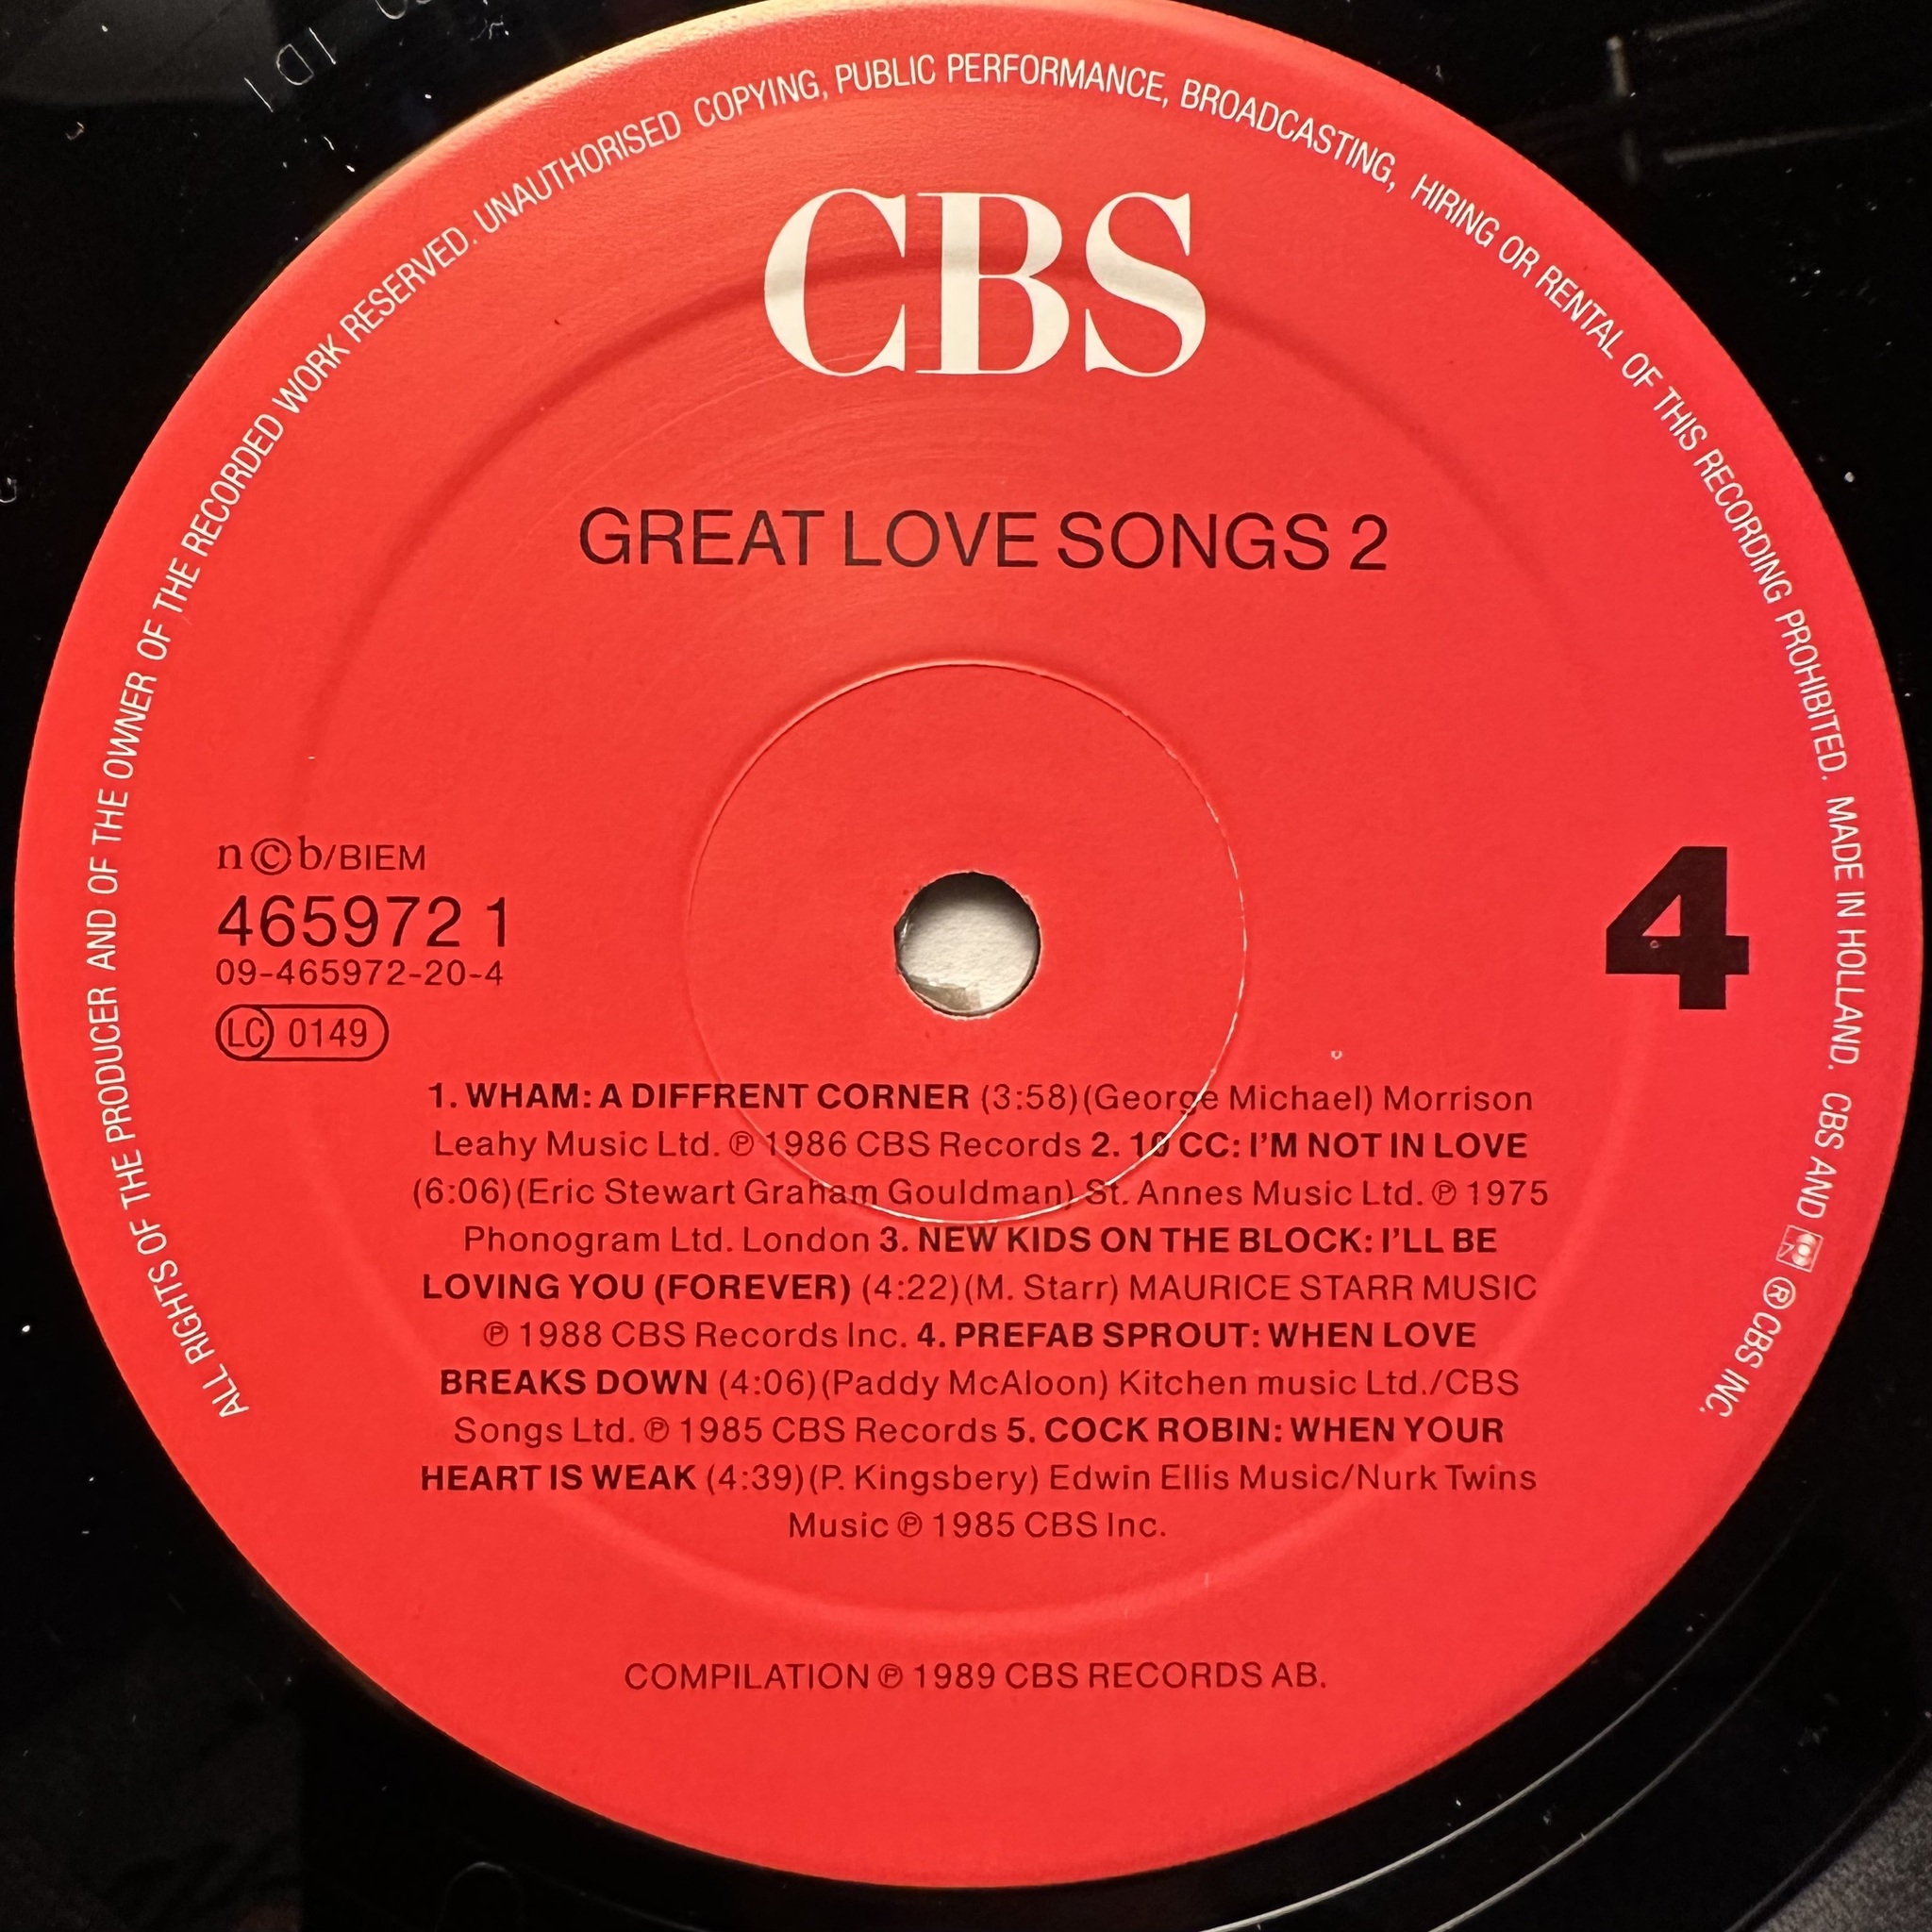 ALL RIGHTS OF THE PRODUCER AND OF THE OWNER OF THE RECORDED WORK RESERVED. UNAUTHORISED COPYING, PUBLIC PERFORMANCE, BROADCASTING, HIRING OR RENTAL OF THIS RECORDING PROHIBITED. MADE IN HOLLAND. CBS AND ® CBS INC.
CBS
GREAT LOVE SONGS 2
n©b/BIEM
465972 1
09-465972-20-4
LC 0149
4
1. WHAM: A DIFFRENT CORNER (3:58)(George Michael) Morrison
Leahy Music Ltd. ℗ 1986 CBS Records 2. 10 CC: I'M NOT IN LOVE
(6:06)(Eric Stewart Graham Gouldman) St. Annes Music Ltd. ℗ 1975
Phonogram Ltd. London 3. NEW KIDS ON THE BLOCK: I'LL BE
LOVING YOU (FOREVER) (4:22)(M. Starr) MAURICE STARR MUSIC
℗ 1988 CBS Records Inc. 4. PREFAB SPROUT: WHEN LOVE
BREAKS DOWN (4:06)(Paddy McAloon) Kitchen music Ltd./CBS
Songs Ltd. ℗ 1985 CBS Records 5. COCK ROBIN: WHEN YOUR
HEART IS WEAK (4:39)(P. Kingsbery) Edwin Ellis Music/Nurk Twins
Music ℗ 1985 CBS Inc.
COMPILATION ℗ 1989 CBS RECORDS AB.